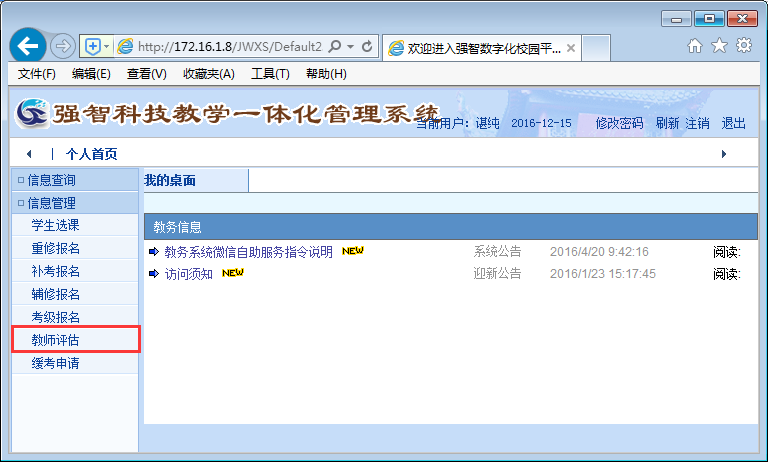 http://172.16.1.8/JWXS/Default2
欢迎进入强智数字化校园平...
文件(F) 编辑(E) 查看(V) 收藏夹(A) 工具(T) 帮助(H)
强智科技教学一体化管理系统
当前用户：谌纯 2016-12-15 修改密码 刷新 注销 退出
个人首页
信息查询
信息管理
学生选课
重修报名
补考报名
辅修报名
考级报名
教师评估
缓考申请
我的桌面
教务信息
教务系统微信自助服务指令说明 NEW 系统公告 2016/4/20 9:42:16 阅读:
访问须知 NEW 迎新公告 2016/1/23 15:17:45 阅读: